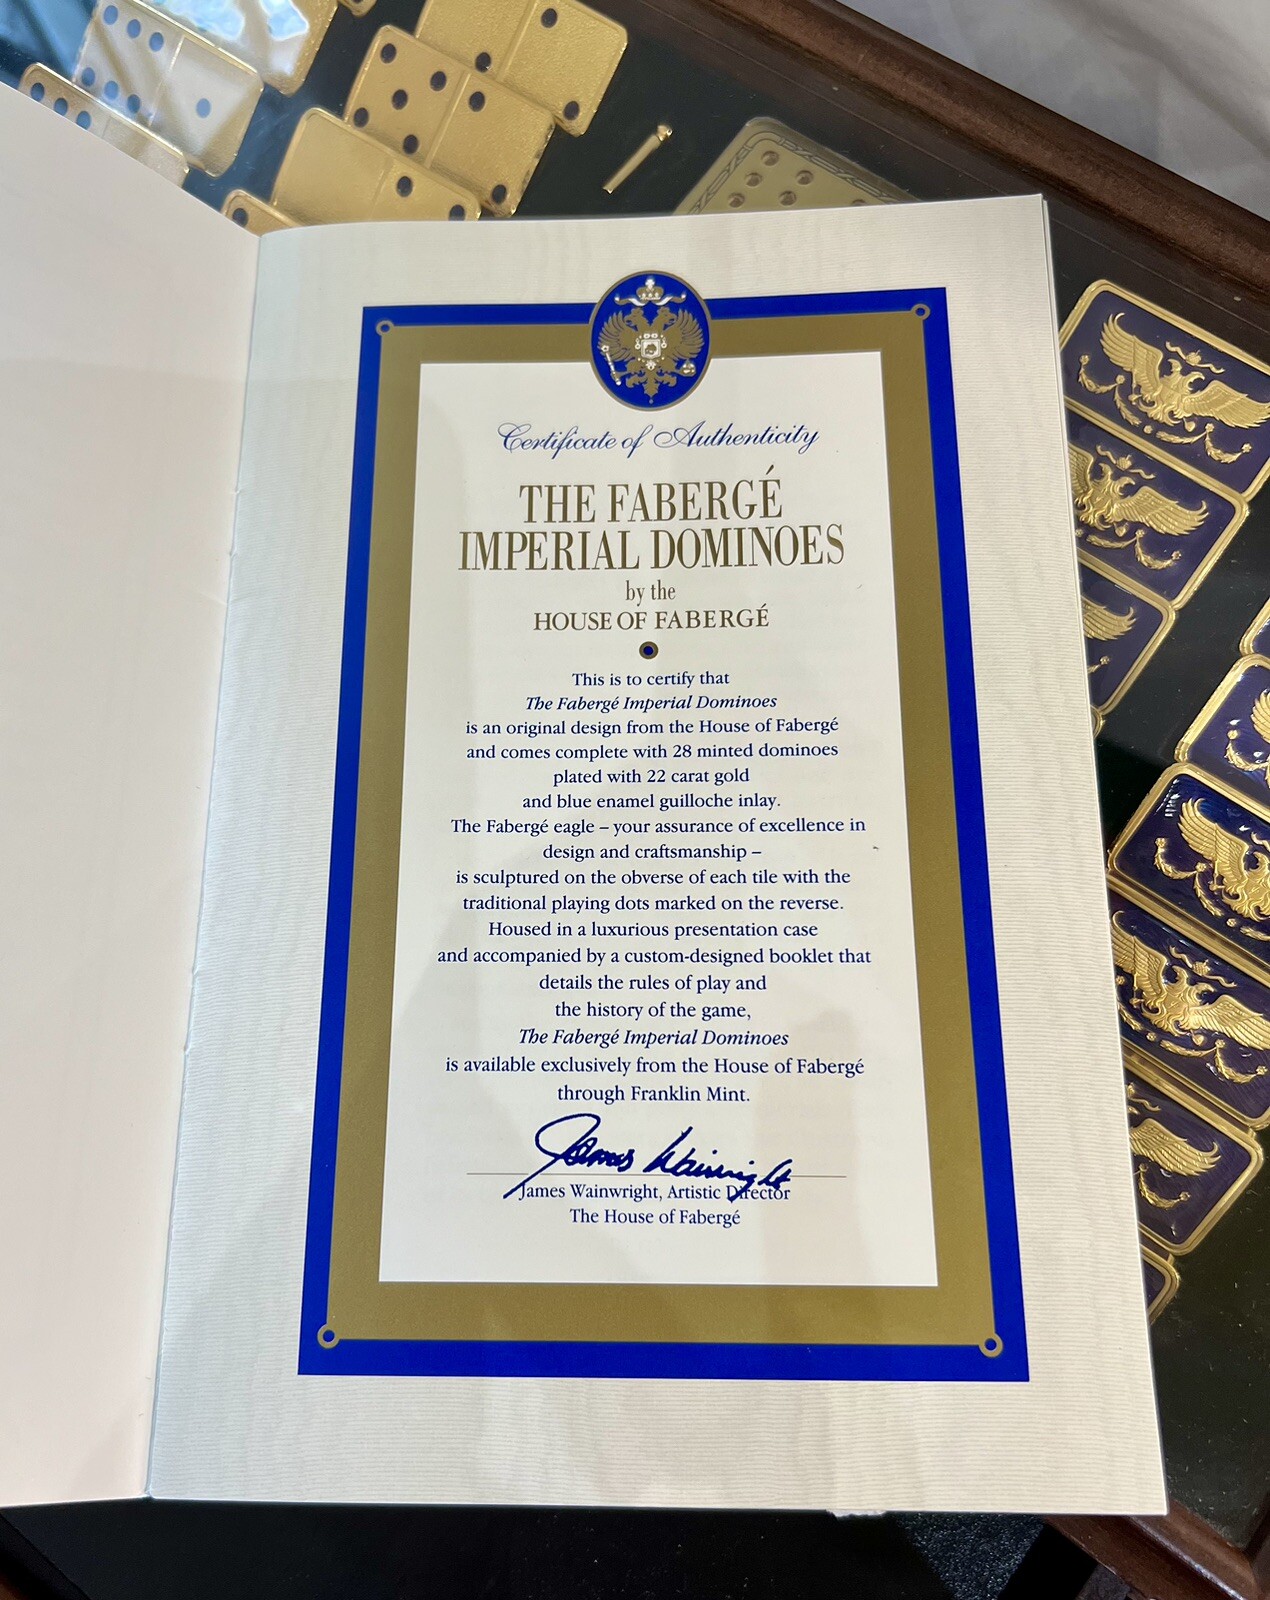 Certificate of Authenticity
THE FABERGÉ
IMPERIAL DOMINOES
by the
HOUSE OF FABERGÉ
This is to certify that
The Fabergé Imperial Dominoes
is an original design from the House of Fabergé
and comes complete with 28 minted dominoes
plated with 22 carat gold
and blue enamel guilloche inlay.
The Fabergé eagle – your assurance of excellence in
design and craftsmanship –
is sculptured on the obverse of each tile with the
traditional playing dots marked on the reverse.
Housed in a luxurious presentation case
and accompanied by a custom-designed booklet that
details the rules of play and
the history of the game,
The Fabergé Imperial Dominoes
is available exclusively from the House of Fabergé
through Franklin Mint.
James Wainwright
James Wainwright, Artistic Director
The House of Fabergé